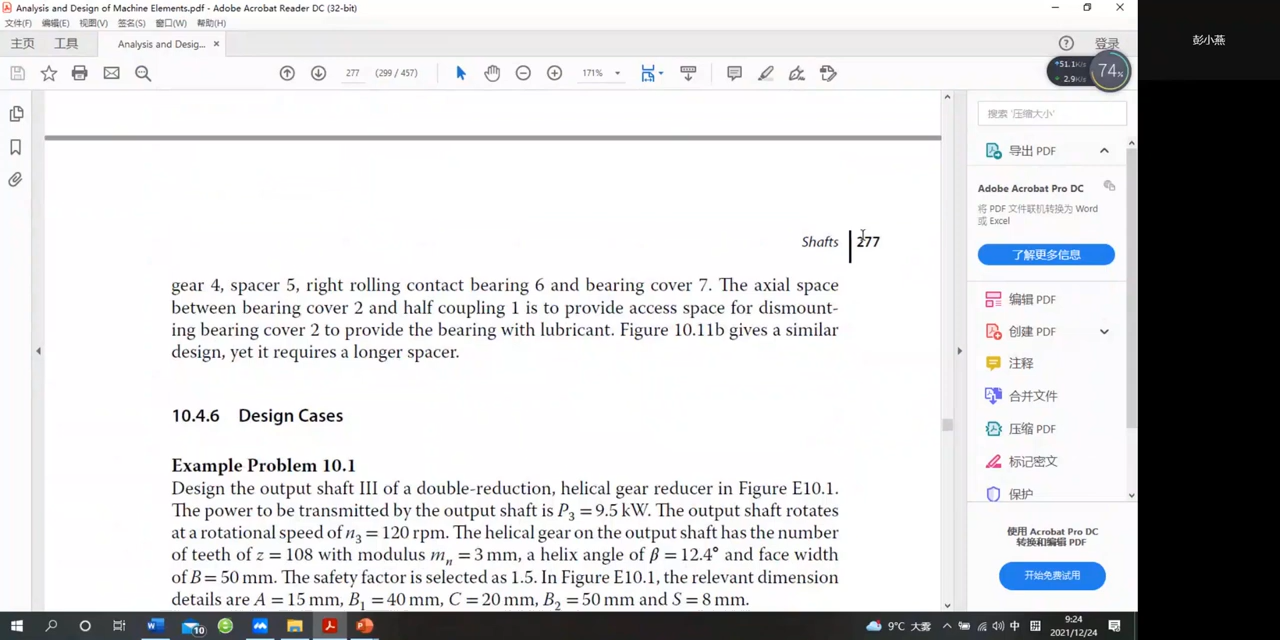 Analysis and Design of Machine Elements.pdf - Adobe Acrobat Reader DC (32-bit)
文件(F) 编辑(E) 视图(V) 签名(S) 窗口(W) 帮助(H)
主页 工具 Analysis and Desig... × 登录
彭小燕
277 (299 / 457) 171%
51.1K/s
2.9K/s
74%
搜索 '压缩大小'
导出 PDF
Adobe Acrobat Pro DC
将 PDF 文件联机转换为 Word
或 Excel
了解更多信息
编辑 PDF
创建 PDF
注释
合并文件
压缩 PDF
标记密文
保护
使用 Acrobat Pro DC
转换和编辑 PDF
开始免费试用
Shafts 277
gear 4, spacer 5, right rolling contact bearing 6 and bearing cover 7. The axial space
between bearing cover 2 and half coupling 1 is to provide access space for dismount-
ing bearing cover 2 to provide the bearing with lubricant. Figure 10.11b gives a similar
design, yet it requires a longer spacer.
10.4.6 Design Cases
Example Problem 10.1
Design the output shaft III of a double-reduction, helical gear reducer in Figure E10.1.
The power to be transmitted by the output shaft is P3 = 9.5 kW. The output shaft rotates
at a rotational speed of n3 = 120 rpm. The helical gear on the output shaft has the number
of teeth of z = 108 with modulus mn = 3 mm, a helix angle of β = 12.4° and face width
of B = 50 mm. The safety factor is selected as 1.5. In Figure E10.1, the relevant dimension
details are A = 15 mm, B1 = 40 mm, C = 20 mm, B2 = 50 mm and S = 8 mm.
10
9°C 大雾
中
9:24
2021/12/24